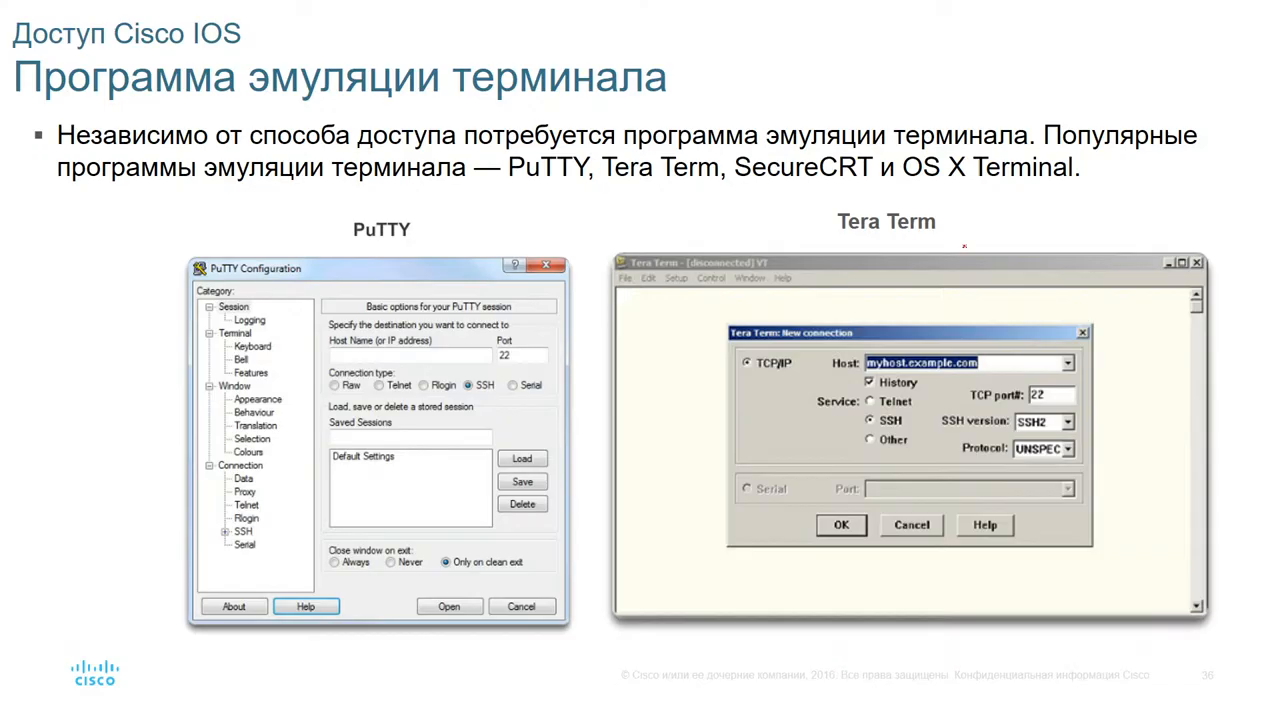 Доступ Cisco IOS
Программа эмуляции терминала
▪ Независимо от способа доступа потребуется программа эмуляции терминала. Популярные
программы эмуляции терминала — PuTTY, Tera Term, SecureCRT и OS X Terminal.
PuTTY
PuTTY Configuration
Category:
Session
Logging
Terminal
Keyboard
Bell
Features
Window
Appearance
Behaviour
Translation
Selection
Colours
Connection
Data
Proxy
Telnet
Rlogin
SSH
Serial
Basic options for your PuTTY session
Specify the destination you want to connect to
Host Name (or IP address) Port
22
Connection type:
Raw Telnet Rlogin SSH Serial
Load, save or delete a stored session
Saved Sessions
Default Settings
Load
Save
Delete
Close window on exit:
Always Never Only on clean exit
About Help Open Cancel
Tera Term
Tera Term - [disconnected] VT
File Edit Setup Control Window Help
Tera Term: New connection
TCP/IP Host: myhost.example.com
History
Service: Telnet TCP port#: 22
SSH SSH version: SSH2
Other Protocol: UNSPEC
Serial Port:
OK Cancel Help
cisco
© Cisco и/или ее дочерние компании, 2016. Все права защищены. Конфиденциальная информация Cisco 36